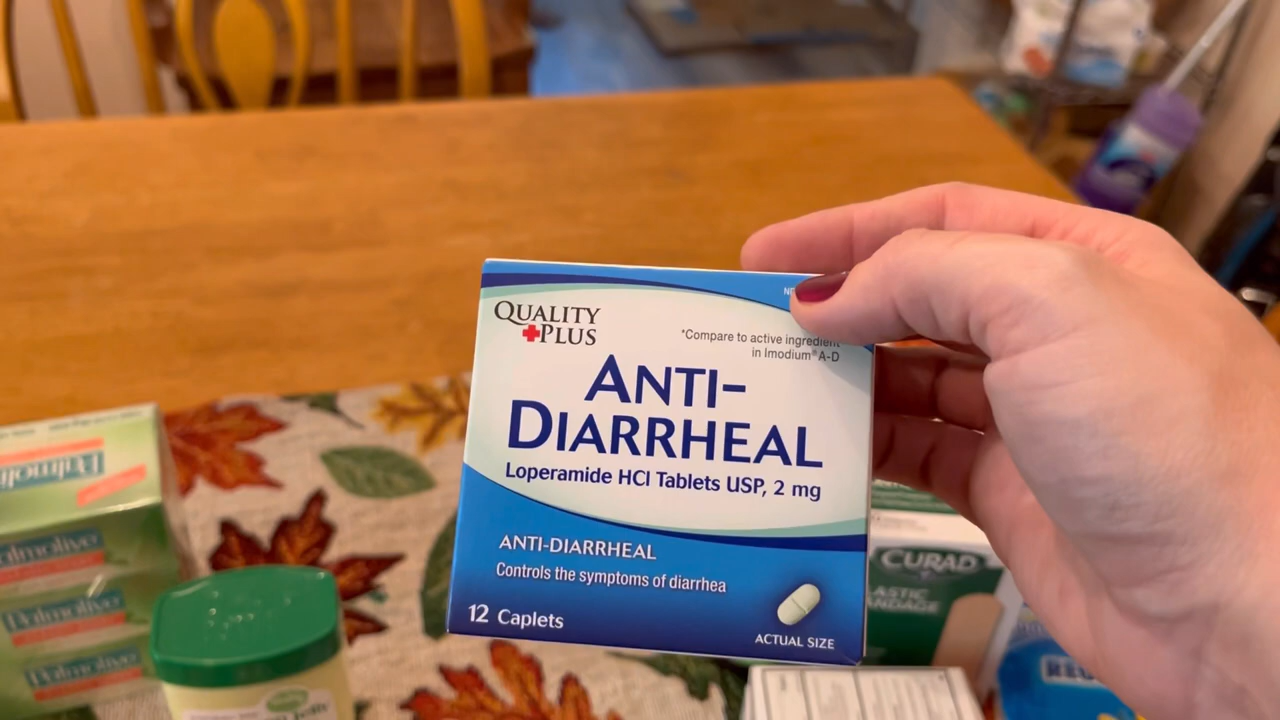 QUALITY
PLUS
*Compare to active ingredient
in Imodium® A-D
ANTI-
DIARRHEAL
Loperamide HCl Tablets USP, 2 mg
ANTI-DIARRHEAL
Controls the symptoms of diarrhea
12 Caplets
ACTUAL SIZE
Palmolive
Palmolive
Palmolive
CURAD